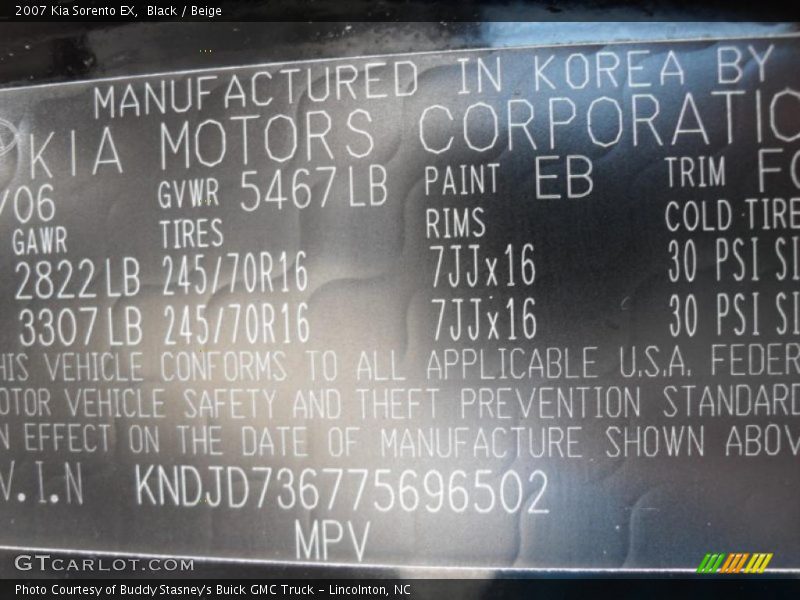 2007 Kia Sorento EX, Black / Beige
MANUFACTURED IN KOREA BY
KIA MOTORS CORPORATIO
/06 GVWR 5467LB PAINT EB TRIM
GAWR TIRES RIMS COLD TIRE
2822LB 245/70R16 7JJx16 30 PSI SI
3307LB 245/70R16 7JJx16 30 PSI SI
HIS VEHICLE CONFORMS TO ALL APPLICABLE U.S.A. FEDER
OTOR VEHICLE SAFETY AND THEFT PREVENTION STANDARD
N EFFECT ON THE DATE OF MANUFACTURE SHOWN ABOV
V.I.N KNDJD736775696502
MPV
GTCARLOT.COM
Photo Courtesy of Buddy Stasney's Buick GMC Truck - Lincolnton, NC